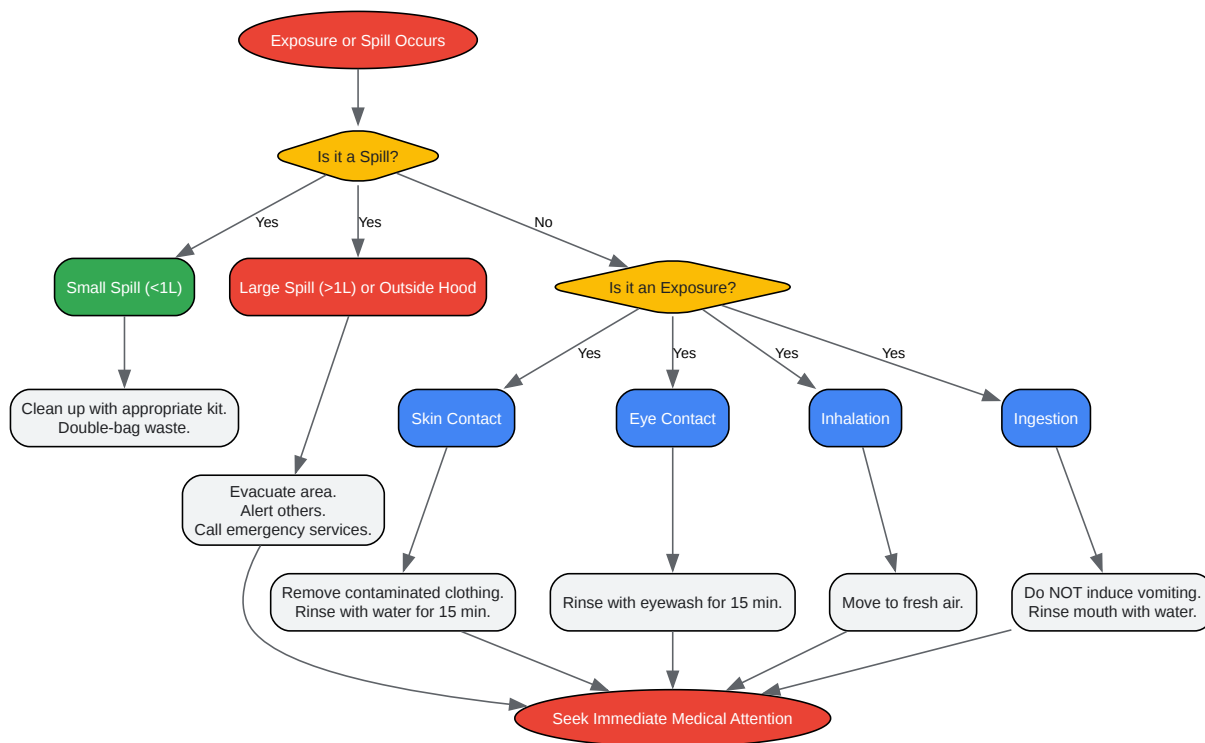 Exposure or Spill Occurs
Is it a Spill?
Yes
Yes
No
Small Spill (<1L)
Large Spill (>1L) or Outside Hood
Is it an Exposure?
Yes
Yes
Yes
Yes
Clean up with appropriate kit.
Double-bag waste.
Skin Contact
Eye Contact
Inhalation
Ingestion
Evacuate area.
Alert others.
Call emergency services.
Remove contaminated clothing.
Rinse with water for 15 min.
Rinse with eyewash for 15 min.
Move to fresh air.
Do NOT induce vomiting.
Rinse mouth with water.
Seek Immediate Medical Attention